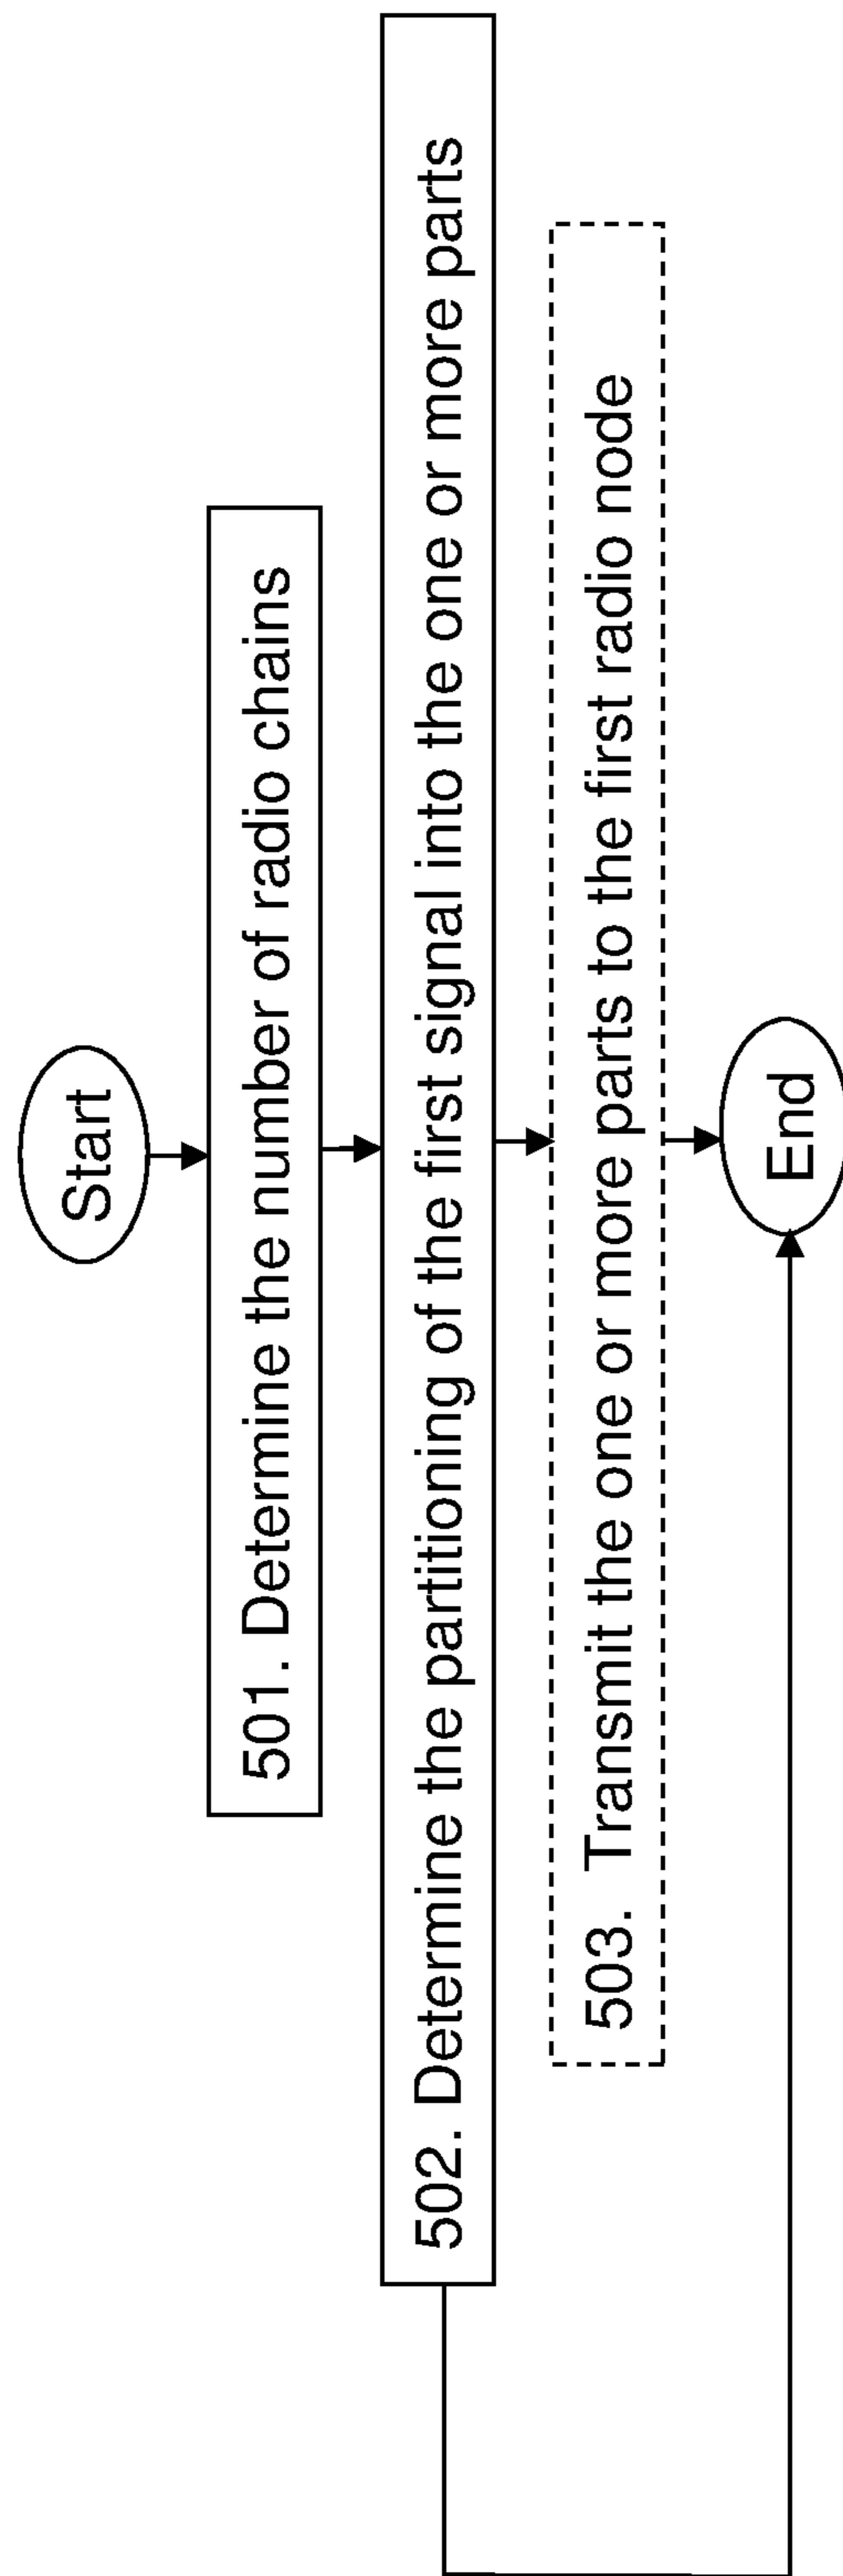 Start
501. Determine the number of radio chains
502. Determine the partitioning of the first signal into the one or more parts
503. Transmit the one or more parts to the first radio node
End